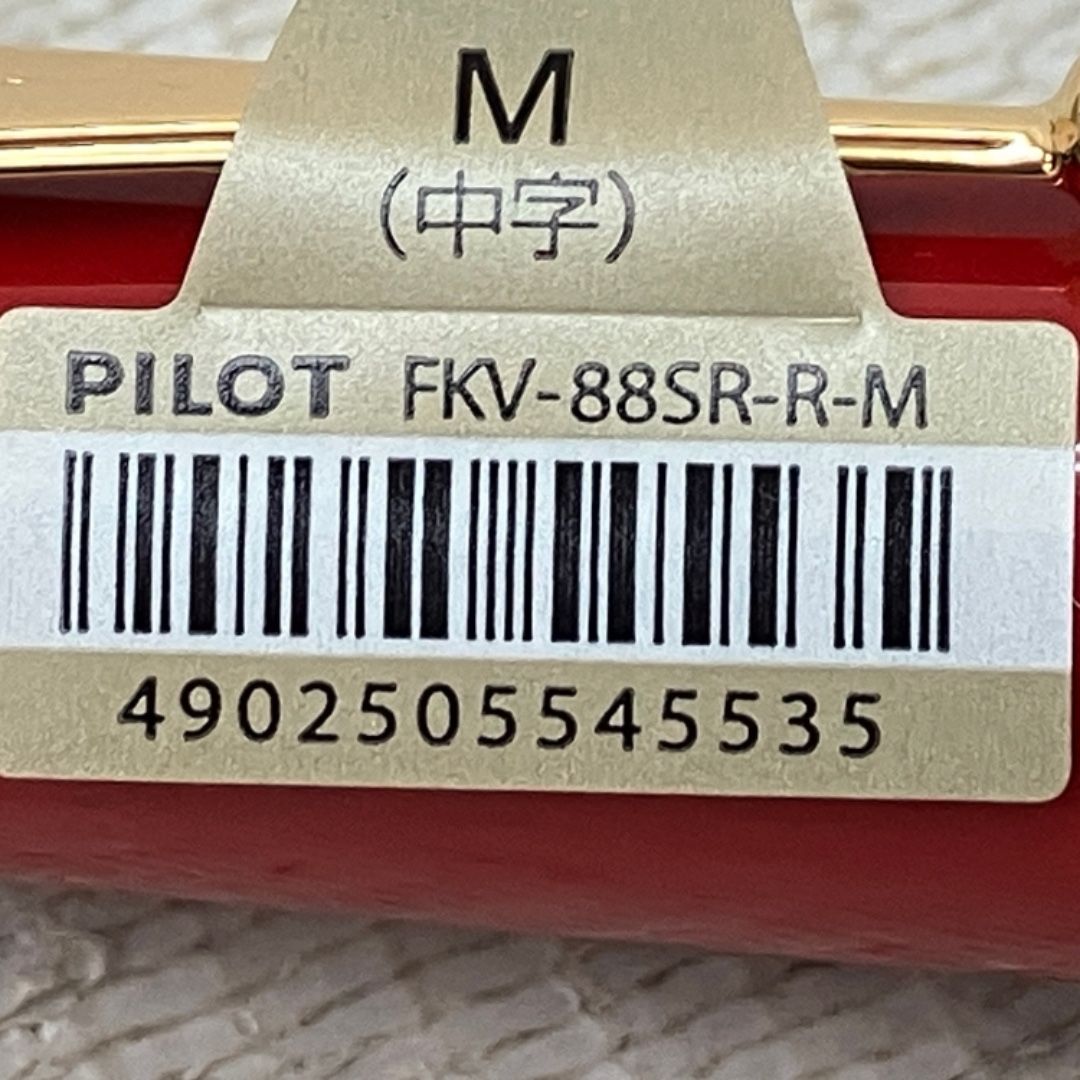 M
(中字)
PILOT FKV-88SR-R-M
4902505545535